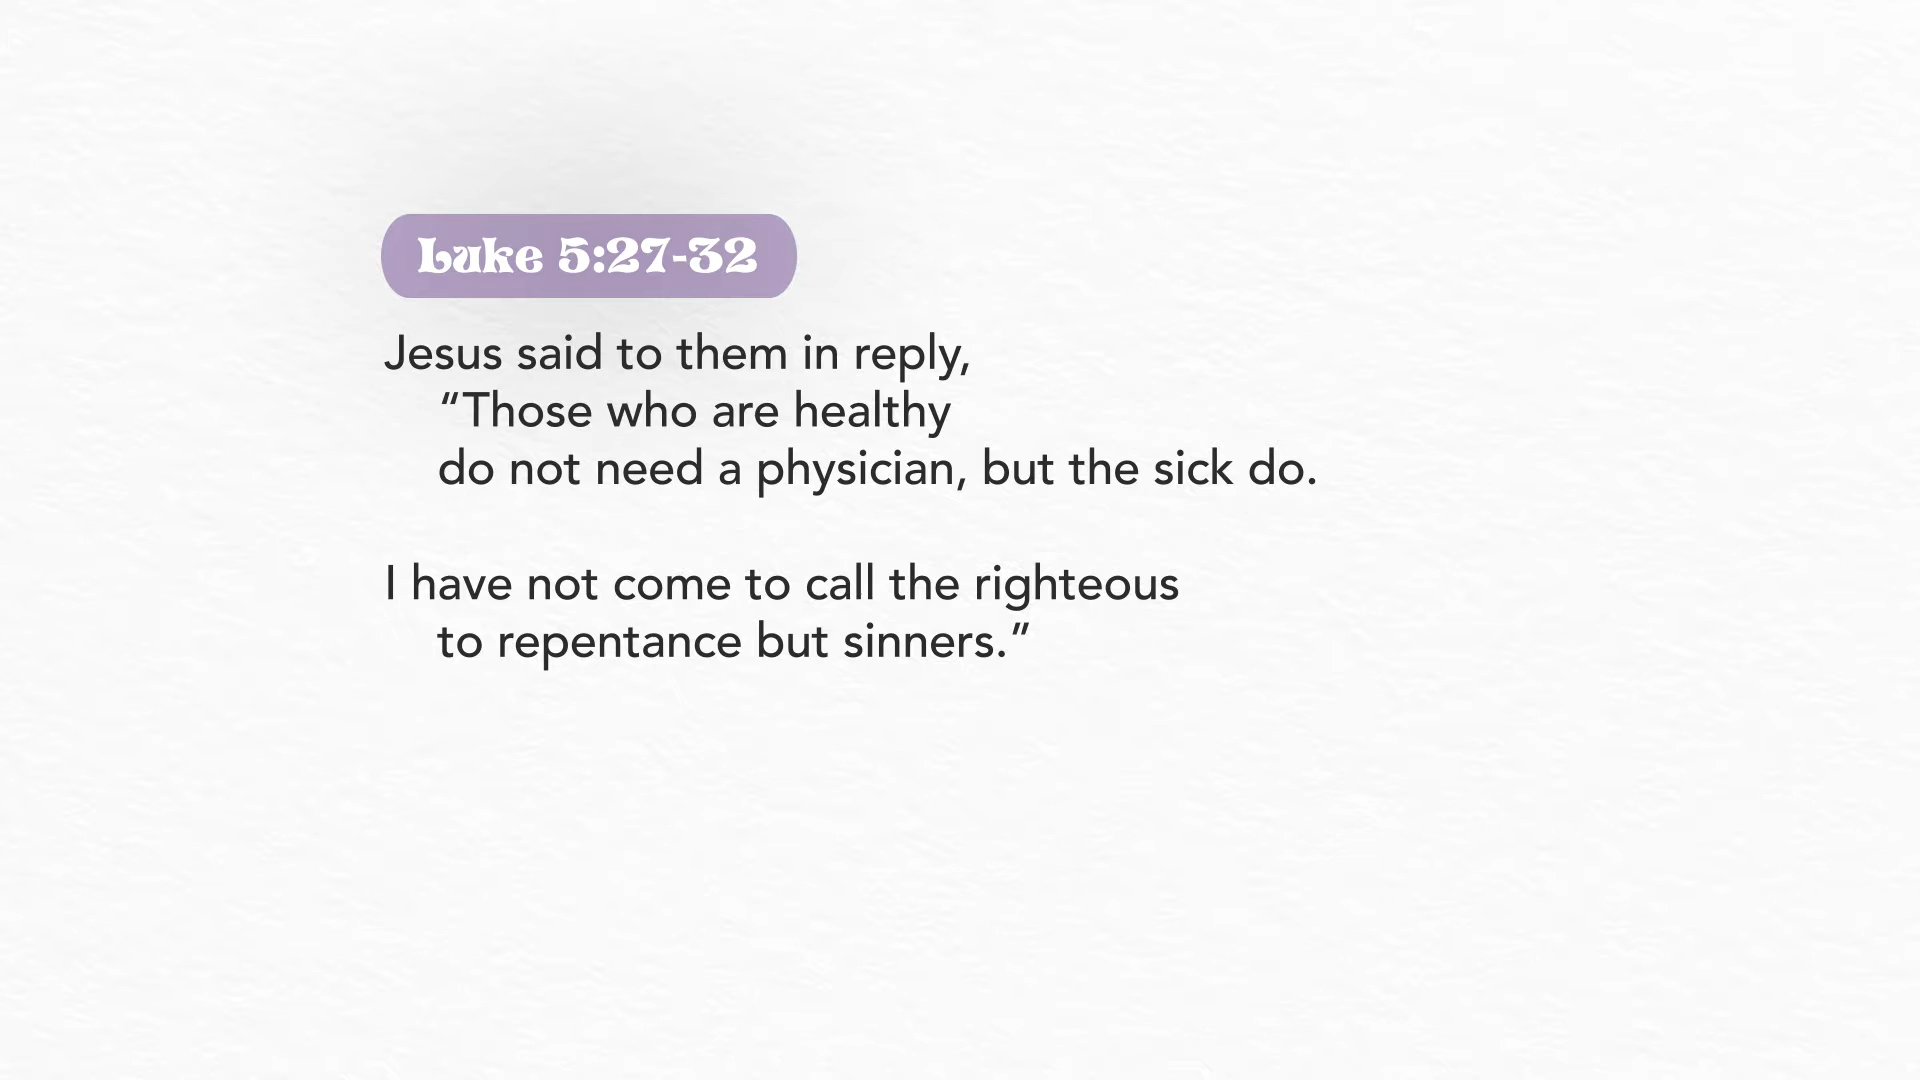 Luke 5:27-32
Jesus said to them in reply,
“Those who are healthy
do not need a physician, but the sick do.
I have not come to call the righteous
to repentance but sinners.”